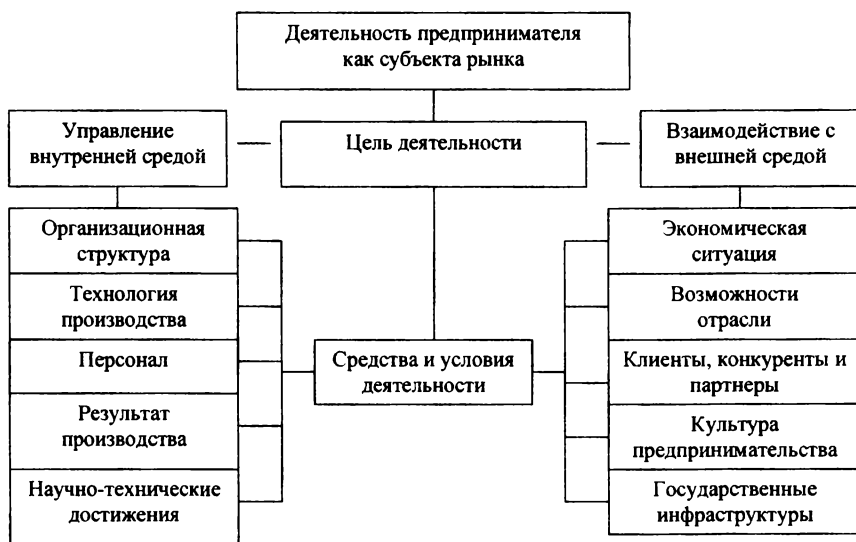 Деятельность предпринимателя
как субъекта рынка
Управление
внутренней средой
Цель деятельности
Взаимодействие с
внешней средой
Организационная
структура
Технология
производства
Персонал
Результат
производства
Научно-технические
достижения
Средства и условия
деятельности
Экономическая
ситуация
Возможности
отрасли
Клиенты, конкуренты и
партнеры
Культура
предпринимательства
Государственные
инфраструктуры